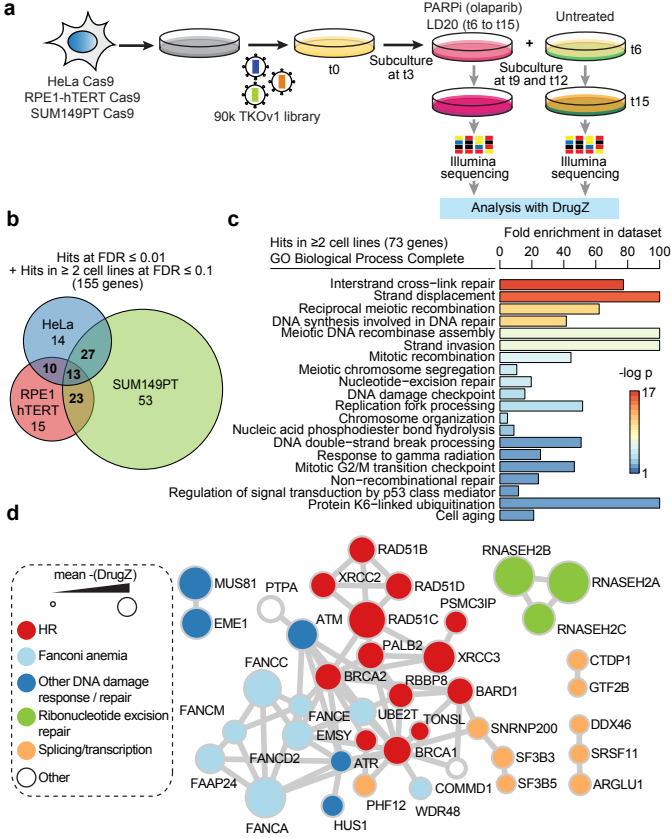 a
PARPi (olaparib)
LD20 (t6 to t15)
Untreated
+
t0
Subculture
at t3
t6
Subculture
at t9 and t12
t15
HeLa Cas9
RPE1-hTERT Cas9
SUM149PT Cas9
90k TKOv1 library
Illumina
sequencing
Illumina
sequencing
Analysis with DrugZ
b
Hits at FDR ≤ 0.01
+ Hits in ≥ 2 cell lines at FDR ≤ 0.1
(155 genes)
HeLa
14
27
10
13
SUM149PT
53
RPE1
hTERT
15
23
c
Hits in ≥2 cell lines (73 genes)
GO Biological Process Complete
Fold enrichment in dataset
0 20 40 60 80 100
Interstrand cross−link repair
Strand displacement
Reciprocal meiotic recombination
DNA synthesis involved in DNA repair
Meiotic DNA recombinase assembly
Strand invasion
Mitotic recombination
Meiotic chromosome segregation
Nucleotide−excision repair
DNA damage checkpoint
Replication fork processing
Chromosome organization
Nucleic acid phosphodiester bond hydrolysis
DNA double−strand break processing
Response to gamma radiation
Mitotic G2/M transition checkpoint
Non−recombinational repair
Regulation of signal transduction by p53 class mediator
Protein K6−linked ubiquitination
Cell aging
-log p
17
1
d
mean -(DrugZ)
HR
Fanconi anemia
Other DNA damage
response / repair
Ribonucleotide excision
repair
Splicing/transcription
Other
MUS81
EME1
PTPA
RAD51B
XRCC2
RAD51D
ATM
RAD51C
PSMC3IP
PALB2
XRCC3
RNASEH2B
RNASEH2A
RNASEH2C
FANCC
BRCA2
RBBP8
BARD1
CTDP1
GTF2B
FANCM
FANCE
UBE2T
TONSL
EMSY
SNRNP200
DDX46
FANCD2
BRCA1
SF3B3
SRSF11
FAAP24
ATR
COMMD1
SF3B5
ARGLU1
PHF12
WDR48
FANCA
HUS1